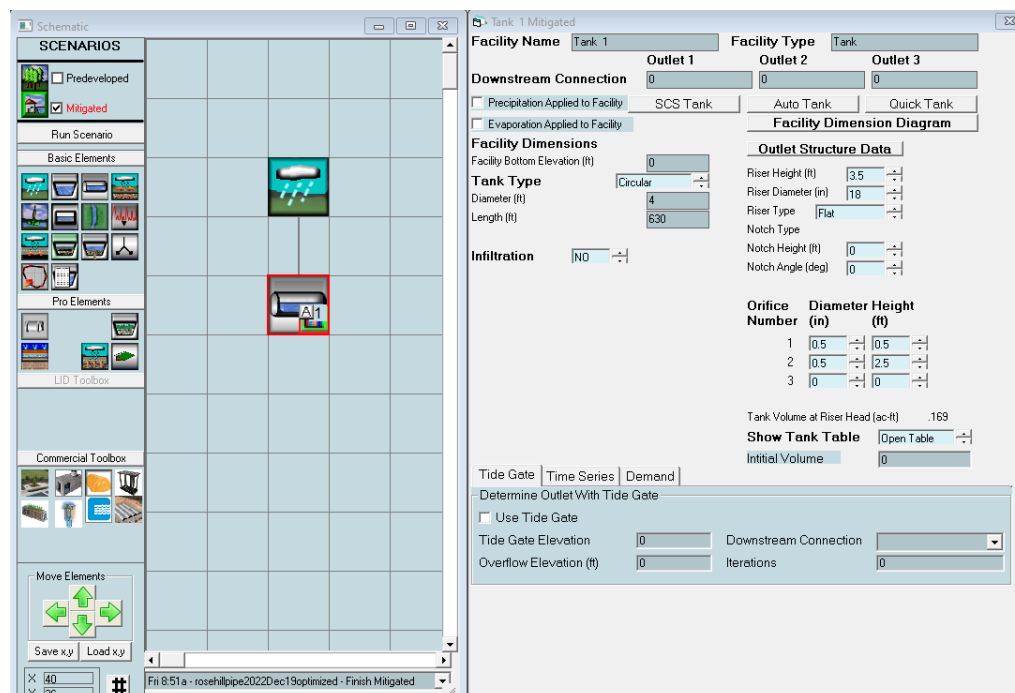 Schematic
SCENARIOS
Predeveloped
Mitigated
Run Scenario
Basic Elements
Pro Elements
LID Toolbox
Commercial Toolbox
Move Elements
Save x,y Load x,y
X 40
#
A 1
Fri 8:51a - rosehillpipe2022Dec19optimized - Finish Mitigated
Tank 1 Mitigated
Facility Name Tank 1 Facility Type Tank
Outlet 1 Outlet 2 Outlet 3
Downstream Connection 0 0 0
Precipitation Applied to Facility SCS Tank Auto Tank Quick Tank
Evaporation Applied to Facility Facility Dimension Diagram
Facility Dimensions Outlet Structure Data
Facility Bottom Elevation (ft) 0
Tank Type Circular
Diameter (ft) 4
Length (ft) 630
Infiltration NO
Riser Height (ft) 3.5
Riser Diameter (in) 18
Riser Type Flat
Notch Type
Notch Height (ft) 0
Notch Angle (deg) 0
Orifice Diameter Height
Number (in) (ft)
1 0.5 0.5
2 0.5 2.5
3 0 0
Tank Volume at Riser Head (ac-ft) .169
Show Tank Table Open Table
Intitial Volume 0
Tide Gate Time Series Demand
Determine Outlet With Tide Gate
Use Tide Gate
Tide Gate Elevation 0 Downstream Connection
Overflow Elevation (ft) 0 Iterations 0